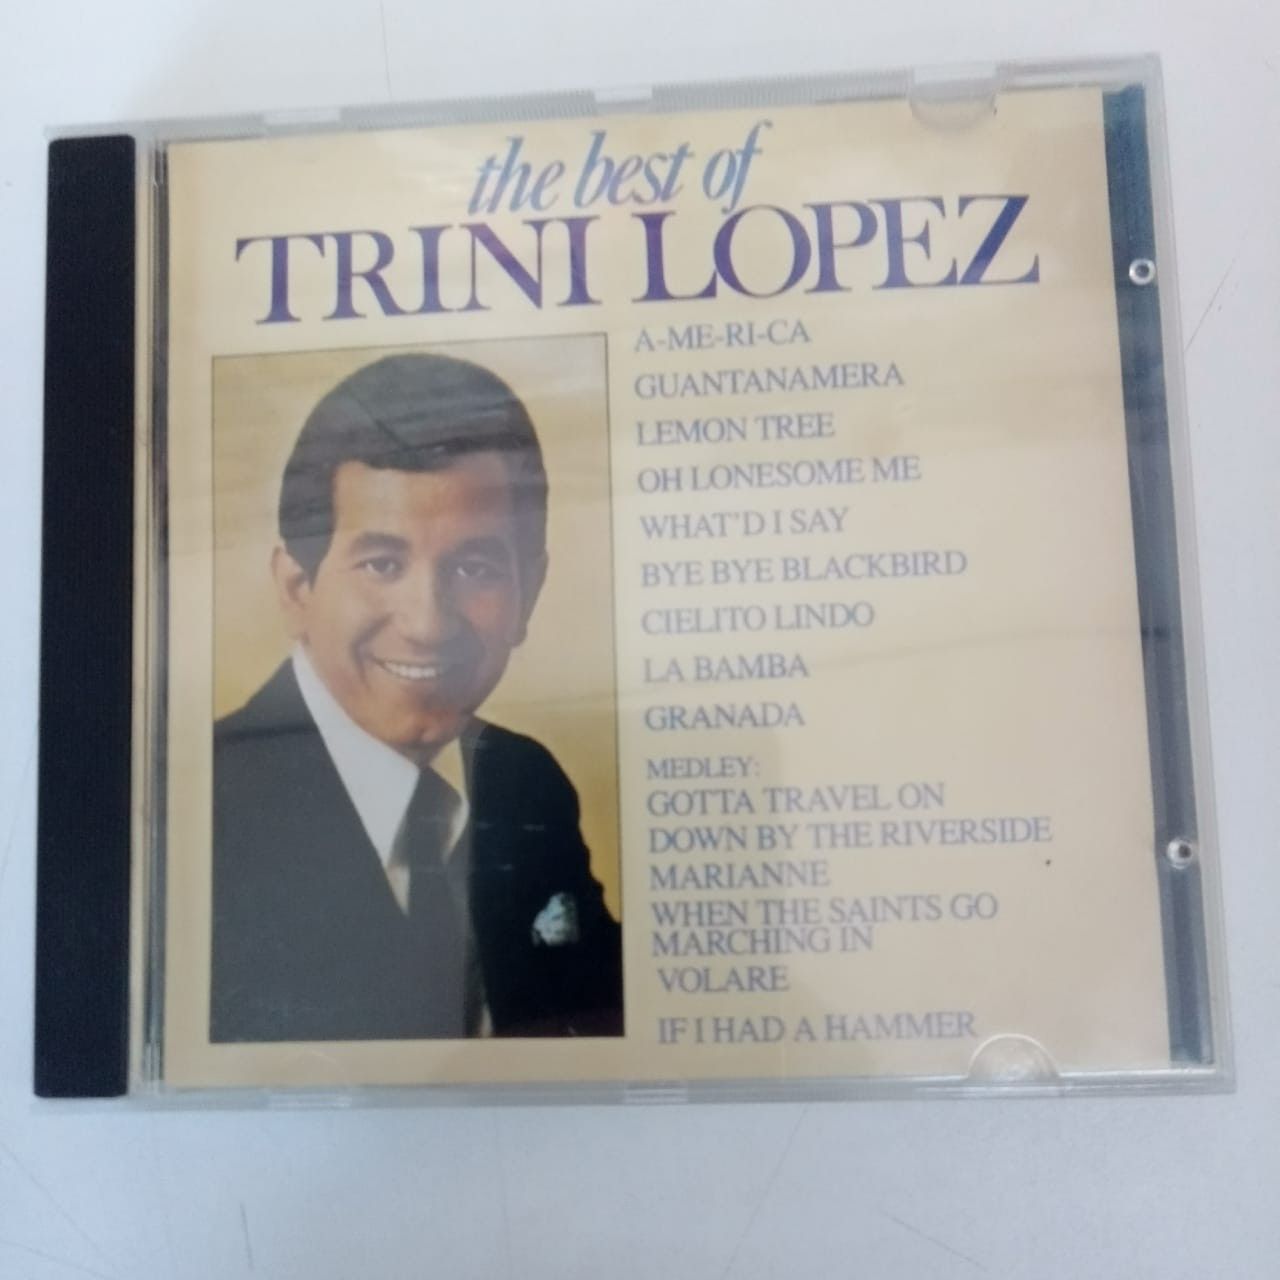 the best of
TRINI LOPEZ
A-ME-RI-CA
GUANTANAMERA
LEMON TREE
OH LONESOME ME
WHAT'D I SAY
BYE BYE BLACKBIRD
CIELITO LINDO
LA BAMBA
GRANADA
MEDLEY:
GOTTA TRAVEL ON
DOWN BY THE RIVERSIDE
MARIANNE
WHEN THE SAINTS GO
MARCHING IN
VOLARE
IF I HAD A HAMMER